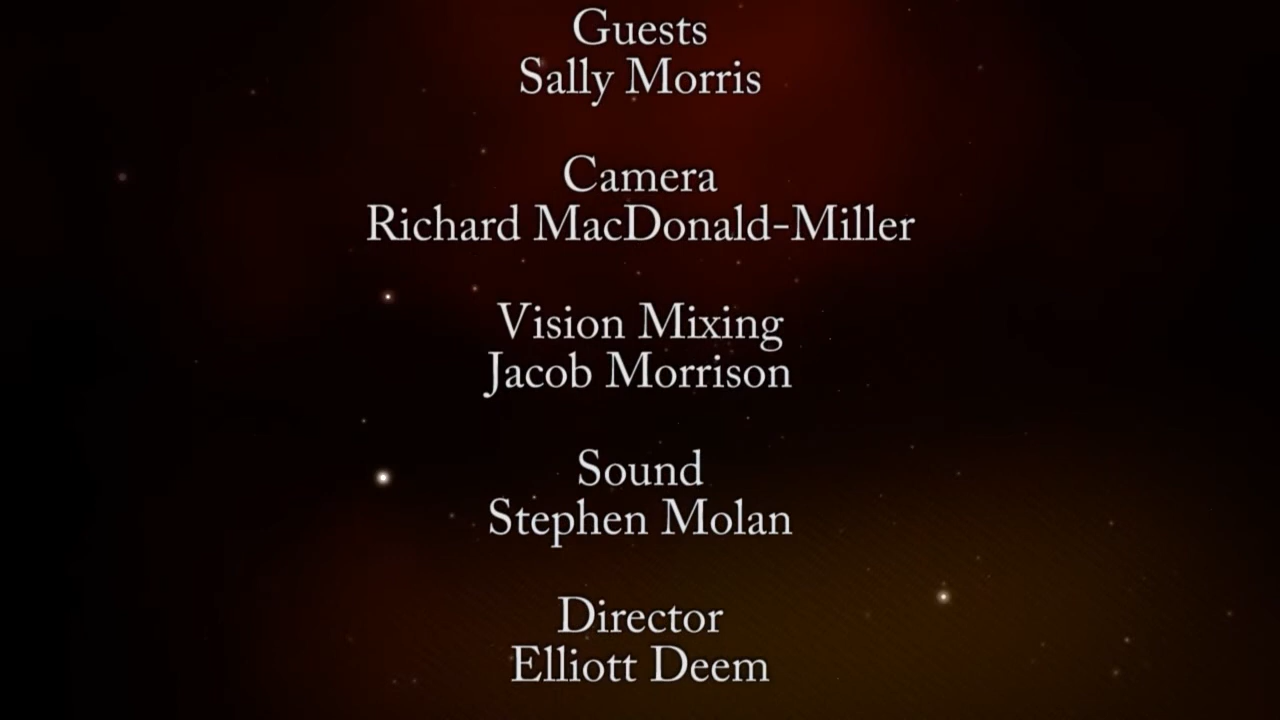 Guests
Sally Morris
Camera
Richard MacDonald-Miller
Vision Mixing
Jacob Morrison
Sound
Stephen Molan
Director
Elliott Deem